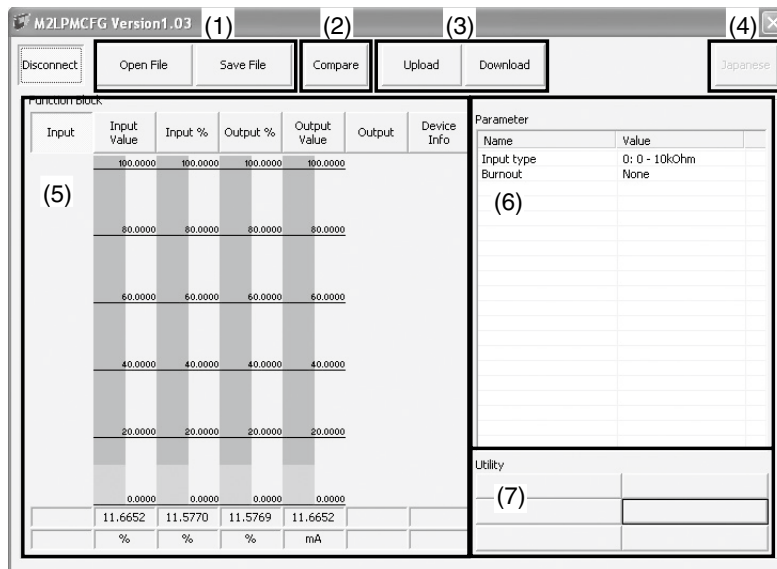 M2LPMCFG Version1.03
(1)
(2)
(3)
(4)
Disconnect
Open File
Save File
Compare
Upload
Download
Japanese
Function Block
Input
Input Value
Input %
Output %
Output Value
Output
Device Info
100.0000 100.0000 100.0000 100.0000
(5)
80.0000 80.0000 80.0000 80.0000
60.0000 60.0000 60.0000 60.0000
40.0000 40.0000 40.0000 40.0000
20.0000 20.0000 20.0000 20.0000
0.0000 0.0000 0.0000 0.0000
11.6652 11.5770 11.5769 11.6652
% % % mA
Parameter
Name Value
Input type 0: 0 - 10kOhm
Burnout None
(6)
Utility
(7)